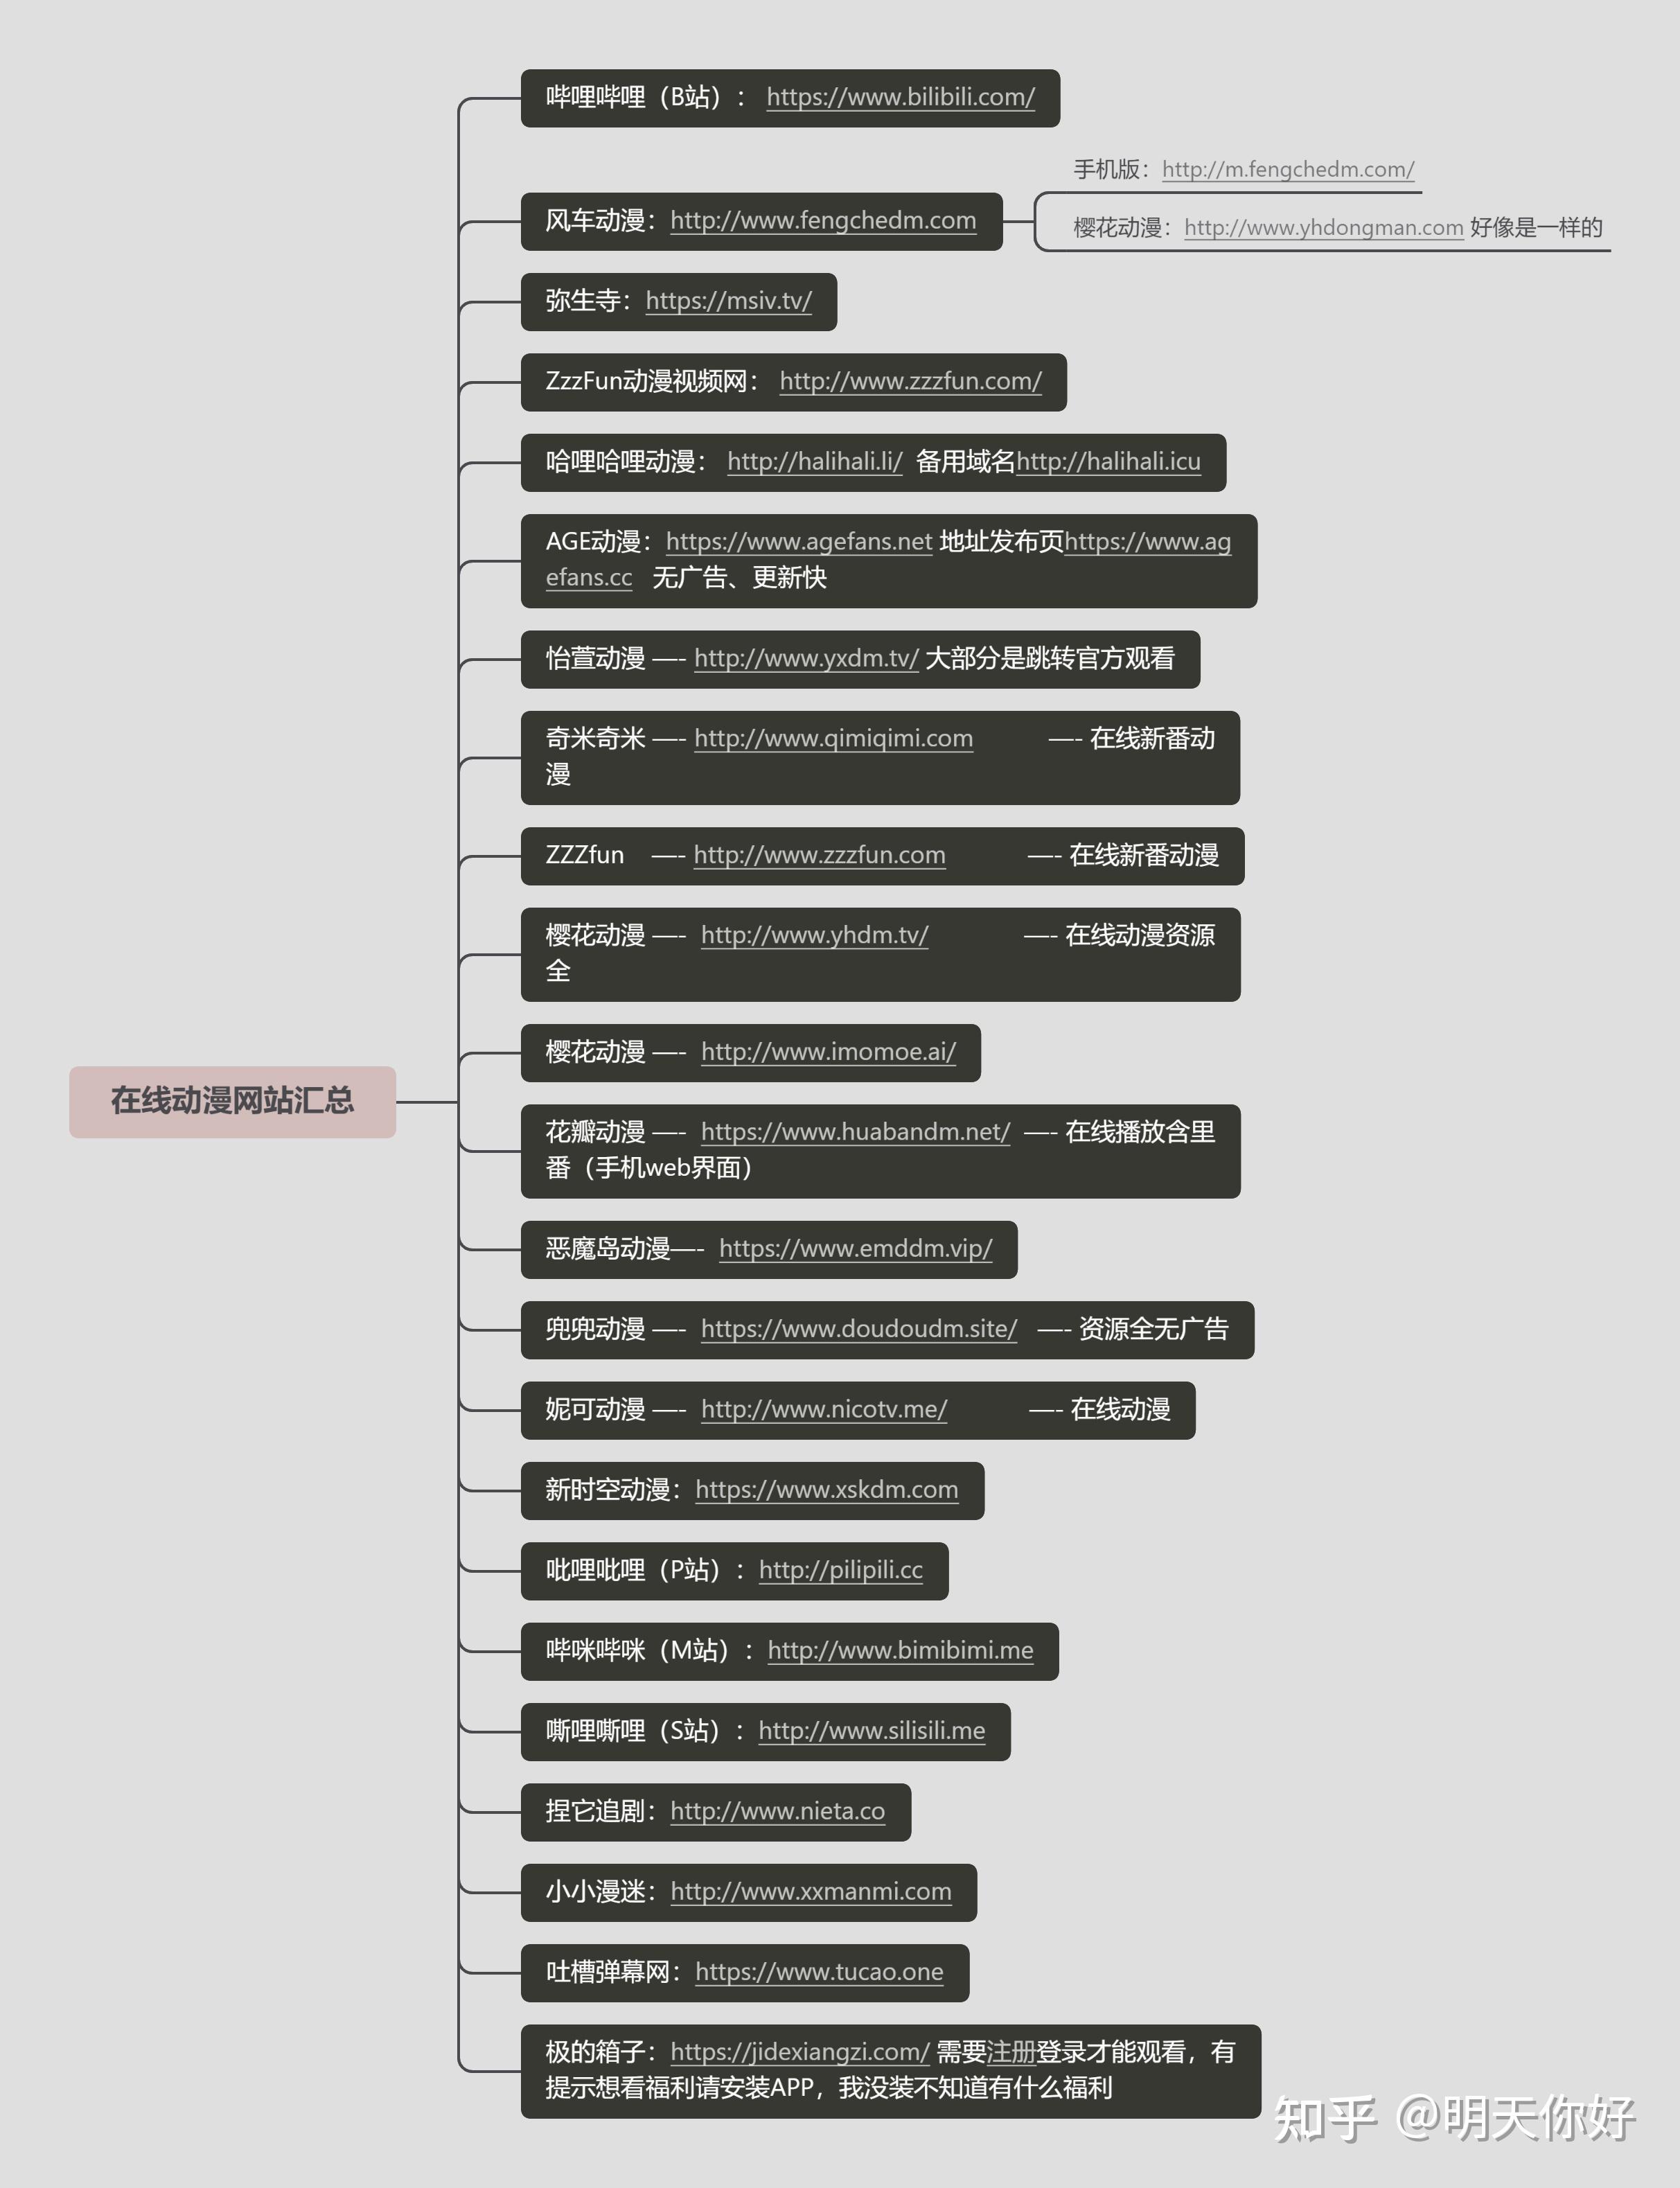 哔哩哔哩（B站）： https://www.bilibili.com/
手机版：http://m.fengchedm.com/
风车动漫：http://www.fengchedm.com
樱花动漫：http://www.yhdongman.com 好像是一样的
弥生寺：https://msiv.tv/
ZzzFun动漫视频网： http://www.zzzfun.com/
哈哩哈哩动漫： http://halihali.li/ 备用域名http://halihali.icu
AGE动漫：https://www.agefans.net 地址发布页https://www.ag
efans.cc 无广告、更新快
怡萱动漫 —- http://www.yxdm.tv/ 大部分是跳转官方观看
奇米奇米 —- http://www.qimiqimi.com —- 在线新番动
漫
ZZZfun —- http://www.zzzfun.com —- 在线新番动漫
樱花动漫 —- http://www.yhdm.tv/ —- 在线动漫资源
全
樱花动漫 —- http://www.imomoe.ai/
在线动漫网站汇总
花瓣动漫 —- https://www.huabandm.net/ —- 在线播放含里
番（手机web界面）
恶魔岛动漫—- https://www.emddm.vip/
兜兜动漫 —- https://www.doudoudm.site/ —- 资源全无广告
妮可动漫 —- http://www.nicotv.me/ —- 在线动漫
新时空动漫：https://www.xskdm.com
吡哩吡哩（P站）：http://pilipili.cc
哔咪哔咪（M站）：http://www.bimibimi.me
嘶哩嘶哩（S站）：http://www.silisili.me
捏它追剧：http://www.nieta.co
小小漫迷：http://www.xxmanmi.com
吐槽弹幕网：https://www.tucao.one
极的箱子：https://jidexiangzi.com/ 需要注册登录才能观看，有
提示想看福利请安装APP，我没装不知道有什么福利
知乎 @明天你好